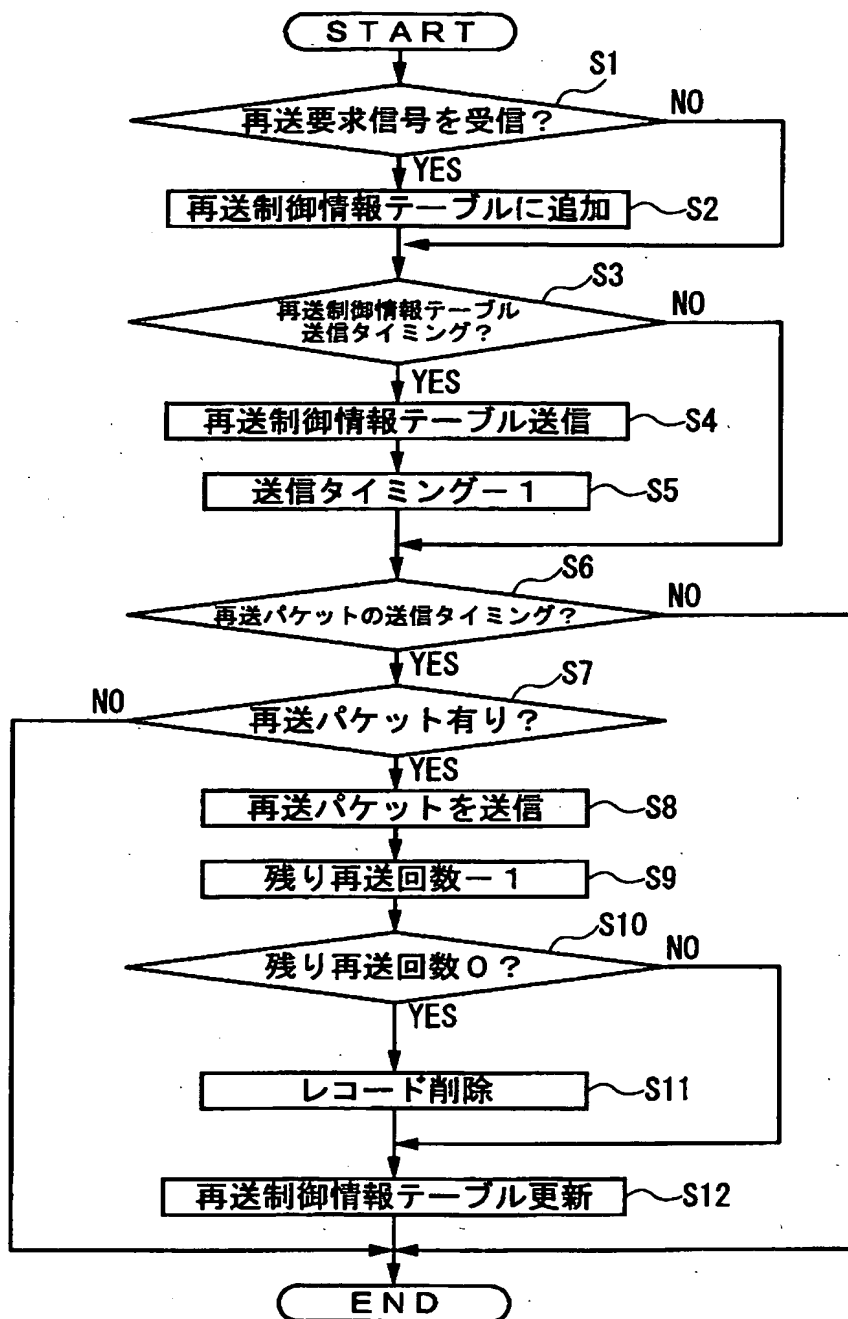 START
S1
再送要求信号を受信？
NO
YES
再送制御情報テーブルに追加
S2
S3
再送制御情報テーブル
送信タイミング？
NO
YES
再送制御情報テーブル送信
S4
送信タイミング－１
S5
S6
再送パケットの送信タイミング？
NO
YES
S7
NO
再送パケット有り？
YES
再送パケットを送信
S8
残り再送回数－１
S9
S10
残り再送回数０？
NO
YES
レコード削除
S11
再送制御情報テーブル更新
S12
END